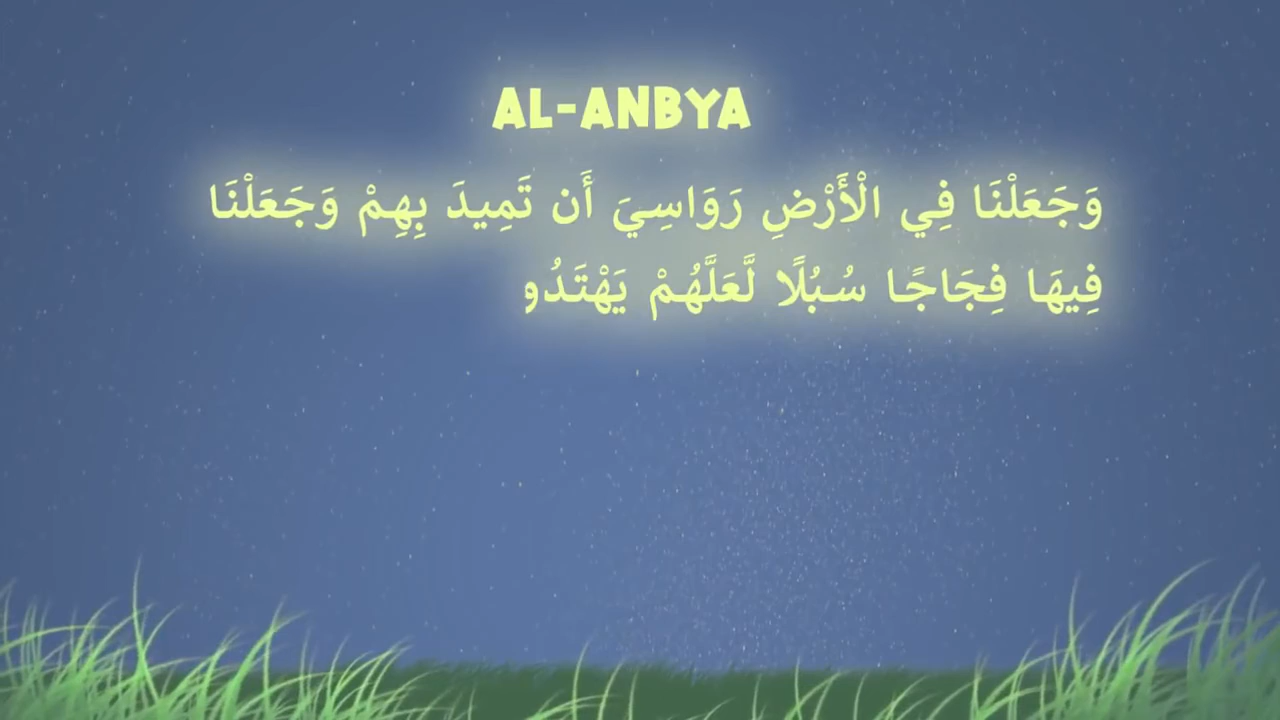 AL-ANBYA
وَجَعَلْنَا فِي الْأَرْضِ رَوَاسِيَ أَن تَمِيدَ بِهِمْ وَجَعَلْنَا
فِيهَا فِجَاجًا سُبُلًا لَّعَلَّهُمْ يَهْتَدُو